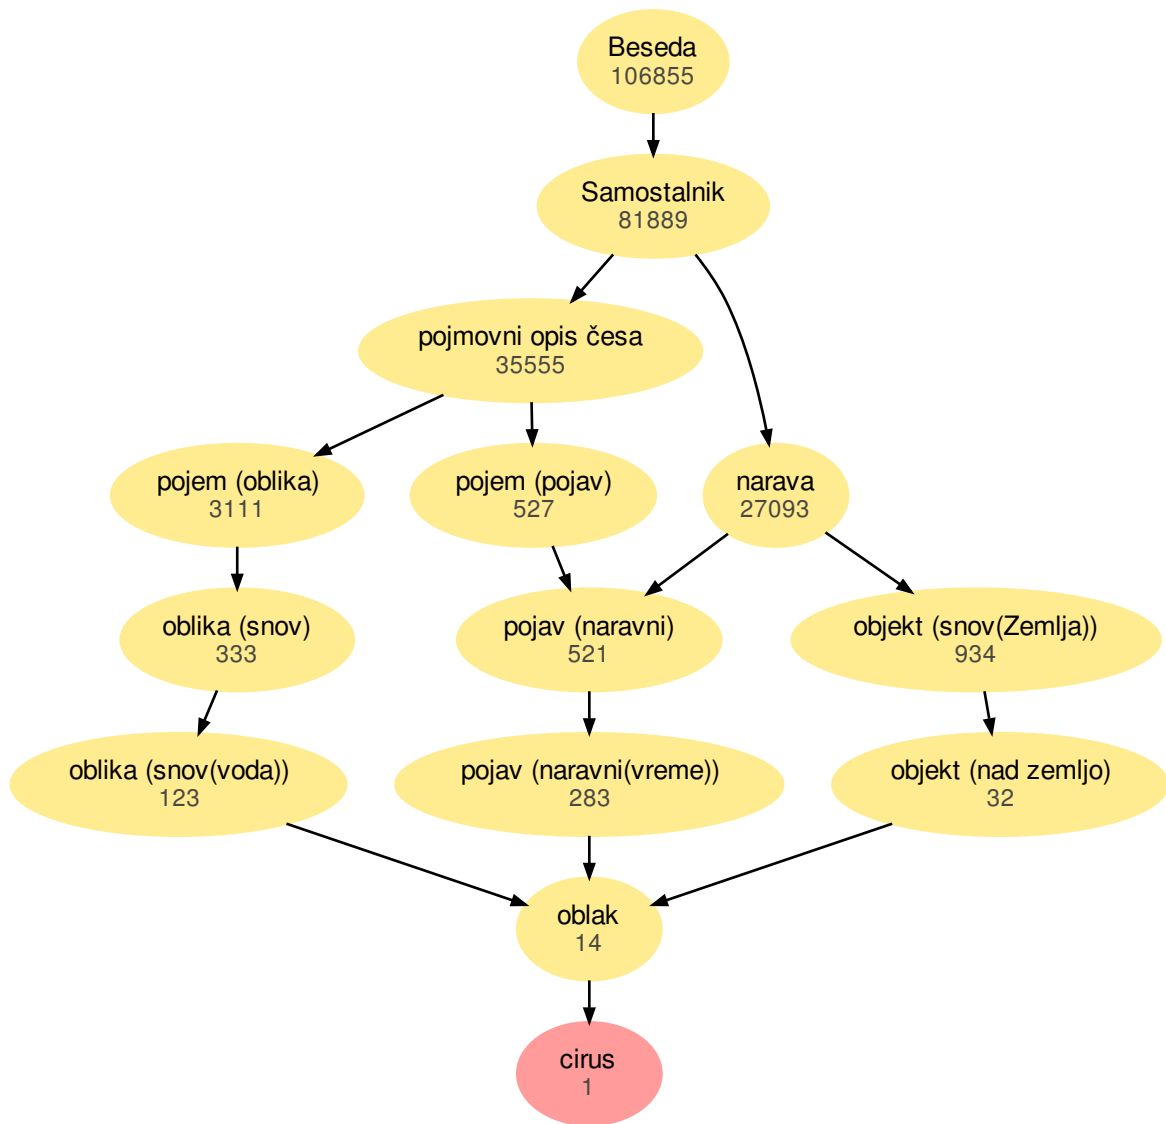 Beseda
106855
Samostalnik
81889
pojmovni opis česa
35555
pojem (oblika)
3111
pojem (pojav)
527
narava
27093
oblika (snov)
333
pojav (naravni)
521
objekt (snov(Zemlja))
934
oblika (snov(voda))
123
pojav (naravni(vreme))
283
objekt (nad zemljo)
32
oblak
14
cirus
1